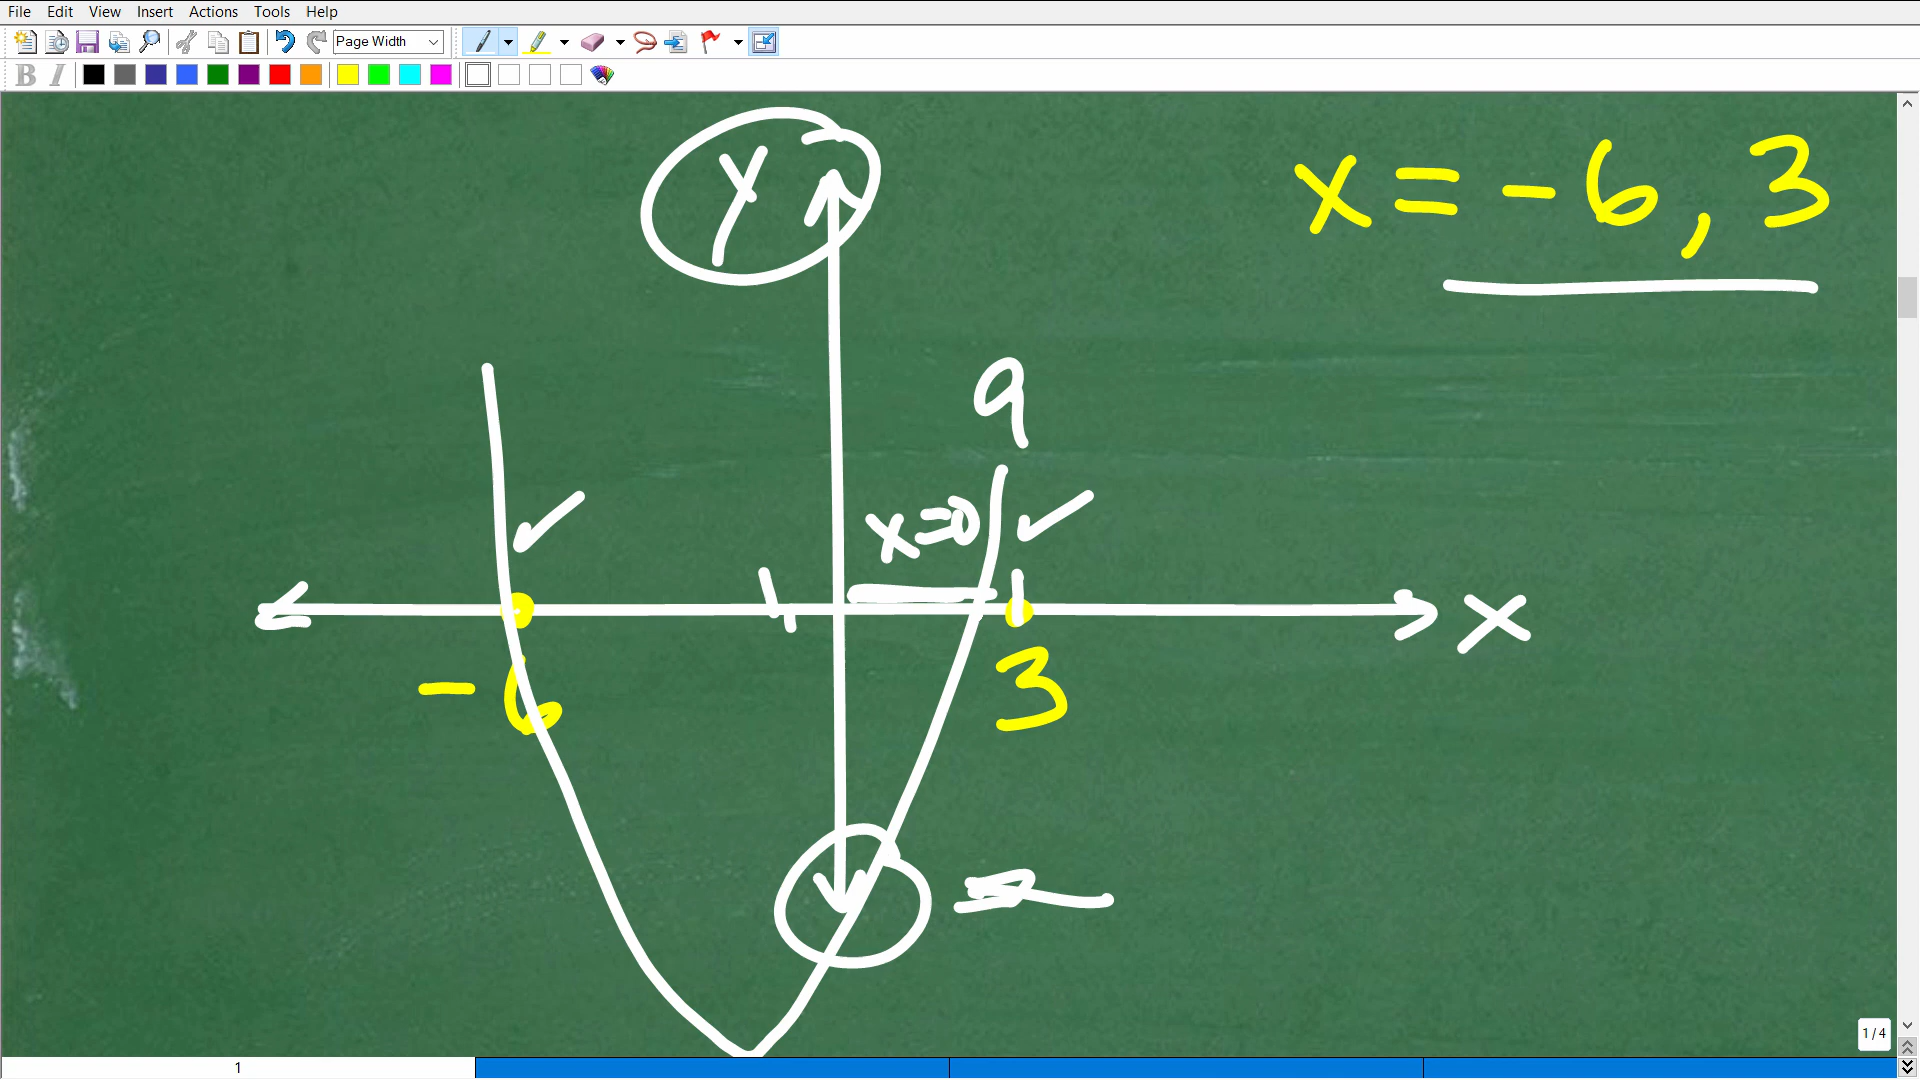 File Edit View Insert Actions Tools Help
Page Width
B I
y
x = -6, 3
9
x=0
x
-6
3
1/4
1